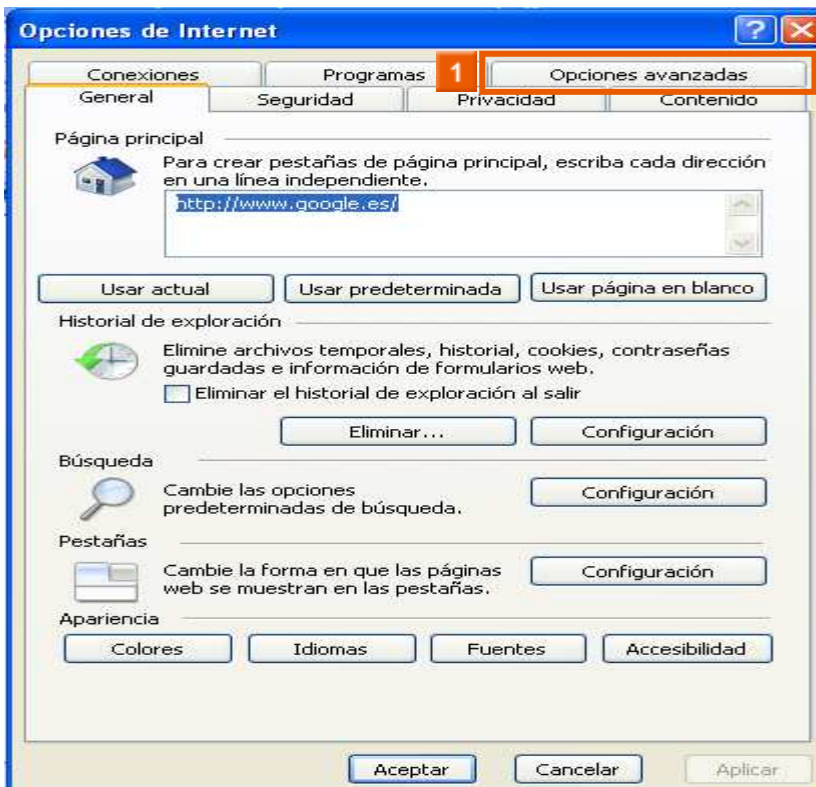 Opciones de Internet
Conexiones Programas 1 Opciones avanzadas
General Seguridad Privacidad Contenido
Página principal
Para crear pestañas de página principal, escriba cada dirección
en una línea independiente.
http://www.google.es/
Usar actual Usar predeterminada Usar página en blanco
Historial de exploración
Elimine archivos temporales, historial, cookies, contraseñas
guardadas e información de formularios web.
Eliminar el historial de exploración al salir
Eliminar... Configuración
Búsqueda
Cambie las opciones
predeterminadas de búsqueda.
Configuración
Pestañas
Cambie la forma en que las páginas
web se muestran en las pestañas.
Configuración
Apariencia
Colores Idiomas Fuentes Accesibilidad
Aceptar Cancelar Aplicar